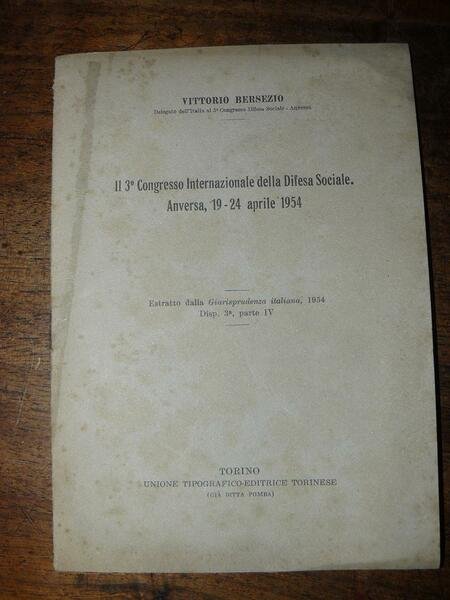 VITTORIO BERSEZIO
Delegato dell'Italia al 3º Congresso Difesa Sociale - Anversa
Il 3º Congresso Internazionale della Difesa Sociale.
Anversa, 19-24 aprile 1954
Estratto dalla Giurisprudenza italiana, 1954
Disp. 3ª, parte IV
TORINO
UNIONE TIPOGRAFICO-EDITRICE TORINESE
(GIÀ DITTA POMBA)